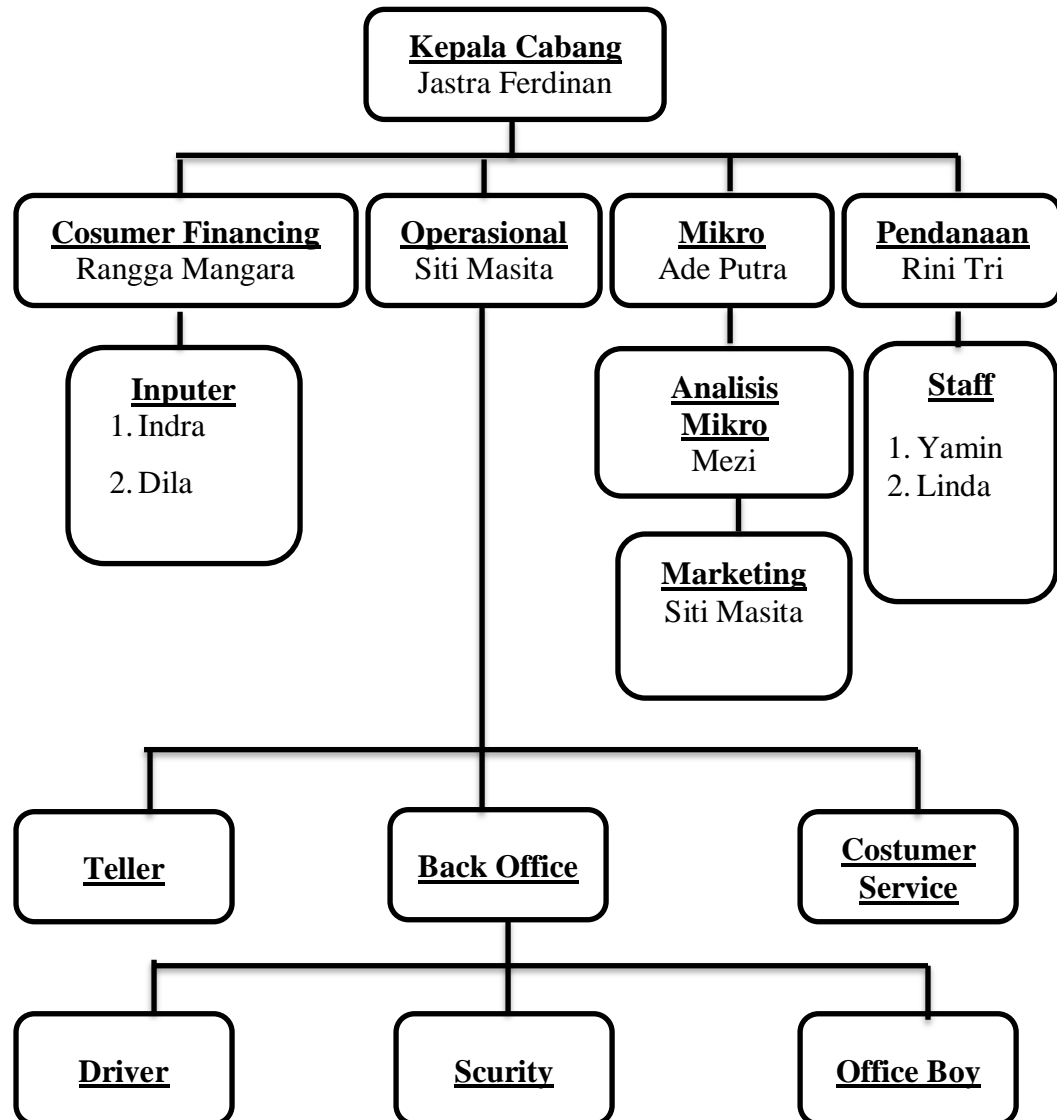 Kepala Cabang
Jastra Ferdinan
Cosumer Financing
Rangga Mangara
Operasional
Siti Masita
Mikro
Ade Putra
Pendanaan
Rini Tri
Inputer
1. Indra
2. Dila
Analisis
Mikro
Mezi
Staff
1. Yamin
2. Linda
Marketing
Siti Masita
Teller
Back Office
Costumer
Service
Driver
Scurity
Office Boy